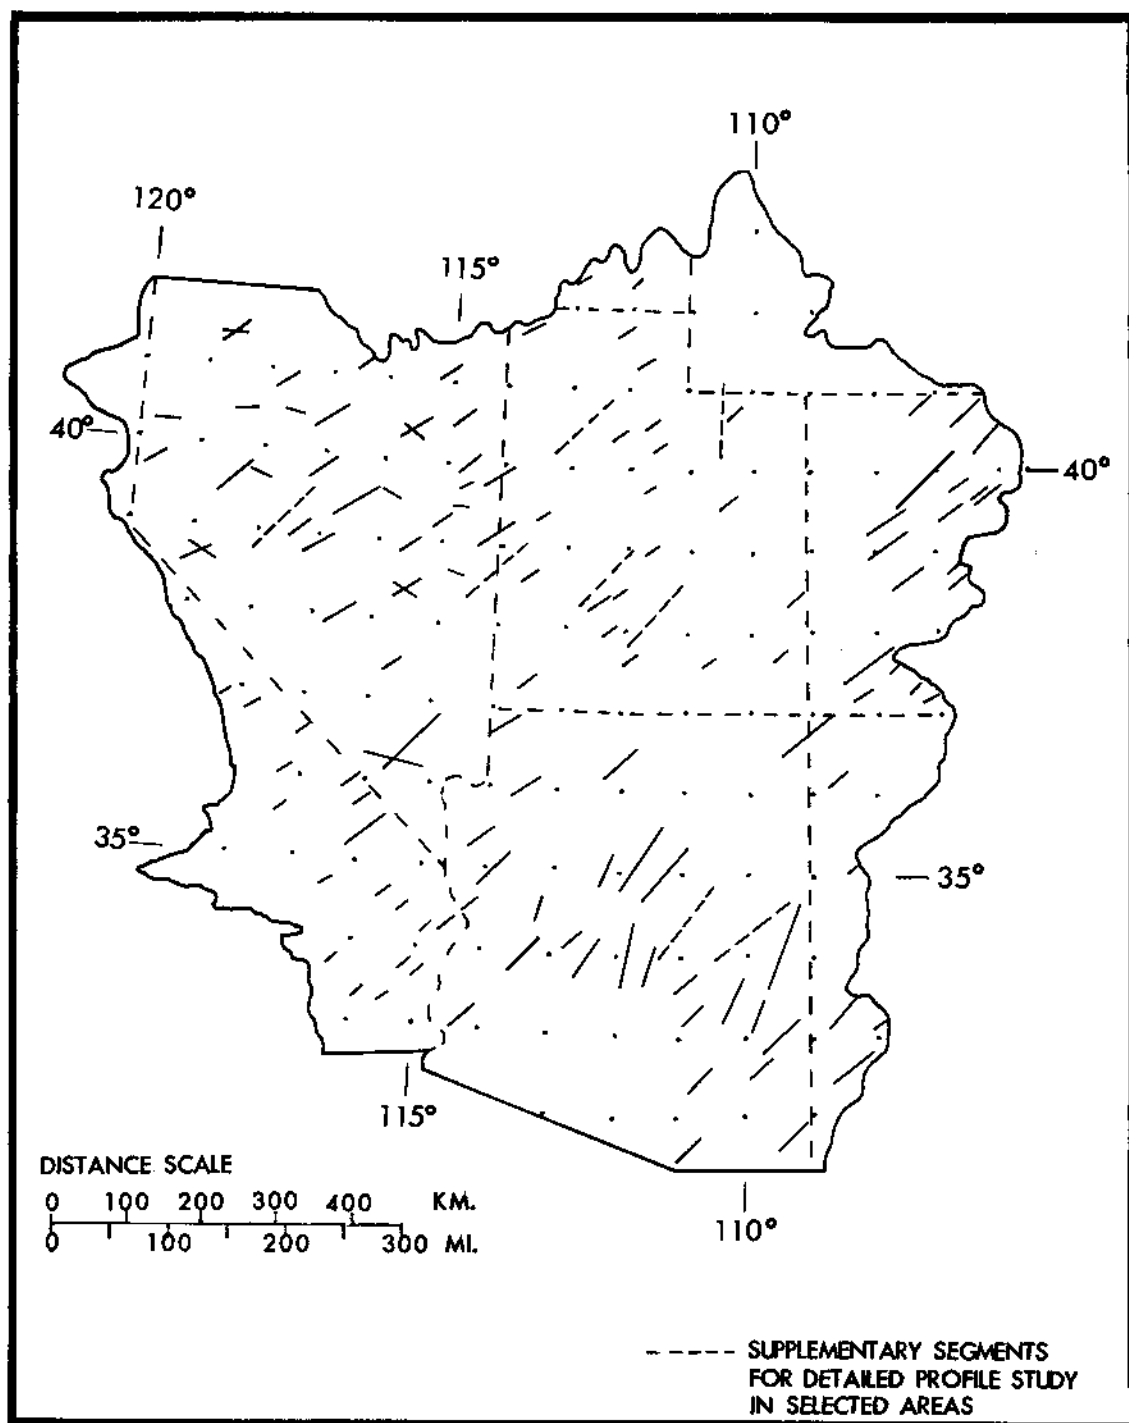 110°
120°
115°
40°
40°
35°
35°
115°
110°
DISTANCE SCALE
0 100 200 300 400 KM.
0 100 200 300 MI.
SUPPLEMENTARY SEGMENTS
FOR DETAILED PROFILE STUDY
IN SELECTED AREAS